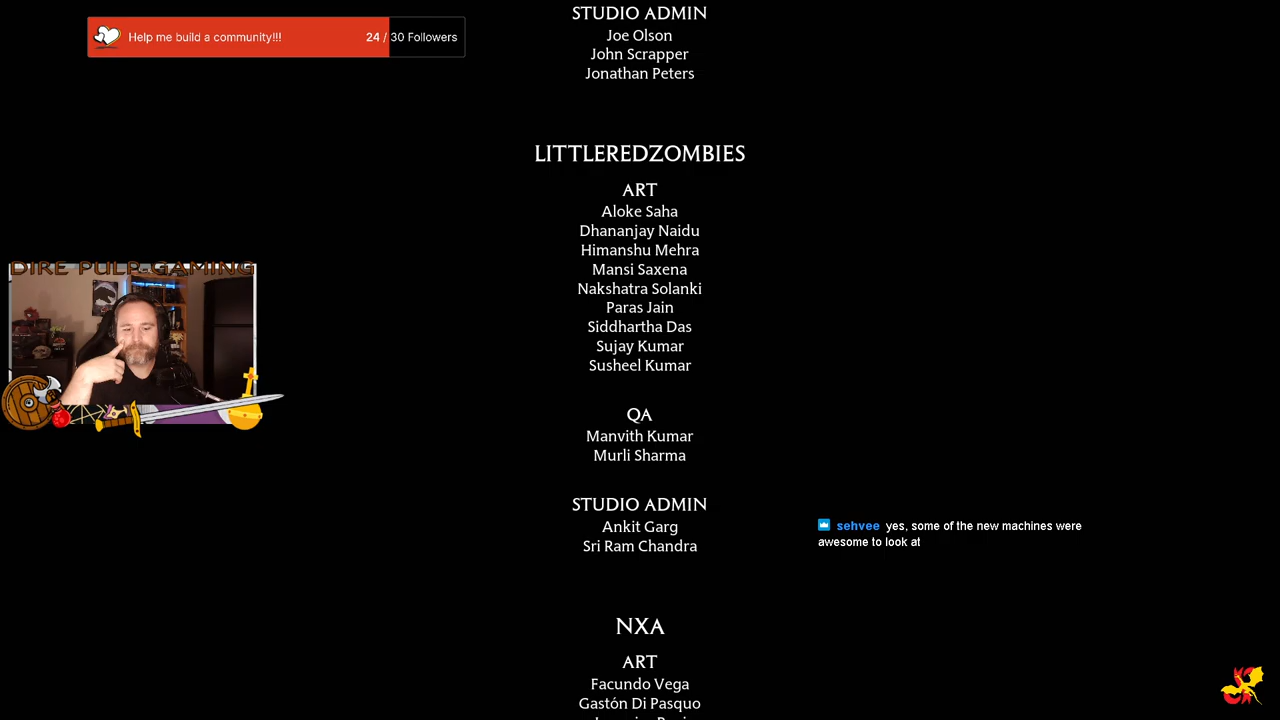 STUDIO ADMIN
Joe Olson
John Scrapper
Jonathan Peters
Help me build a community!!!
24 / 30 Followers
LITTLEREDZOMBIES
ART
Aloke Saha
Dhananjay Naidu
Himanshu Mehra
Mansi Saxena
Nakshatra Solanki
Paras Jain
Siddhartha Das
Sujay Kumar
Susheel Kumar
DIRE PULP GAMING
QA
Manvith Kumar
Murli Sharma
STUDIO ADMIN
Ankit Garg
Sri Ram Chandra
sehvee yes, some of the new machines were
awesome to look at
NXA
ART
Facundo Vega
Gastón Di Pasquo